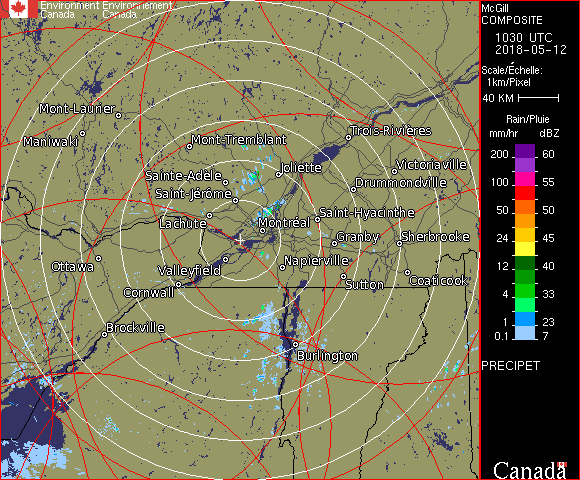 Environment Environnement
Canada Canada
McGill
COMPOSITE
1030 UTC
2018-05-12
Scale/Échelle:
1km/Pixel
40 KM
Rain/Pluie
mm/hr dBZ
200 60
100 55
50 50
24 45
12 40
4 33
1 23
0.1 7
PRECIPET
Canada
Mont-Laurier
Maniwaki
Mont-Tremblant
Trois-Rivières
Victoriaville
Joliette
Sainte-Adèle
Drummondville
Saint-Jérôme
Saint-Hyacinthe
Lachute
Montréal
Granby
Sherbrooke
Ottawa
Valleyfield
Napierville
Cornwall
Sutton
Coaticook
Brockville
Burlington